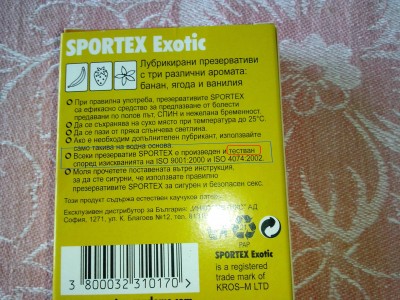 SPORTEX Exotic
Лубрикирани презервативи
с три различни аромата:
банан, ягода и ванилия
При правилна употреба, презервативите SPORTEX
са ефикасно средство за предпазване от болести
предавани по полов път, СПИН и нежелана бременност.
Да се съхранява на сухо място при температура до 25°C.
Да се пази от пряка слънчева светлина.
Ако е необходим допълнителен лубрикант, използвайте
само такива на водна основа.
Всеки презерватив SPORTEX е произведен и тестван
според изискванията на ISO 9001:2000 и ISO 4074:2002.
Моля прочетете поставената вътре инструкция,
за да сте сигурни, че използвате правилно
презервативите SPORTEX за сигурен и безопасен секс.
Този продукт съдържа естествен каучуков латекс
Ексклузивен дистрибутор за България:
София, 1271, ул. К. Благоев №12, тел.
PAP
SPORTEX Exotic
is a registered
trade mark of
KROS-M LTD
3 800032 310170 >